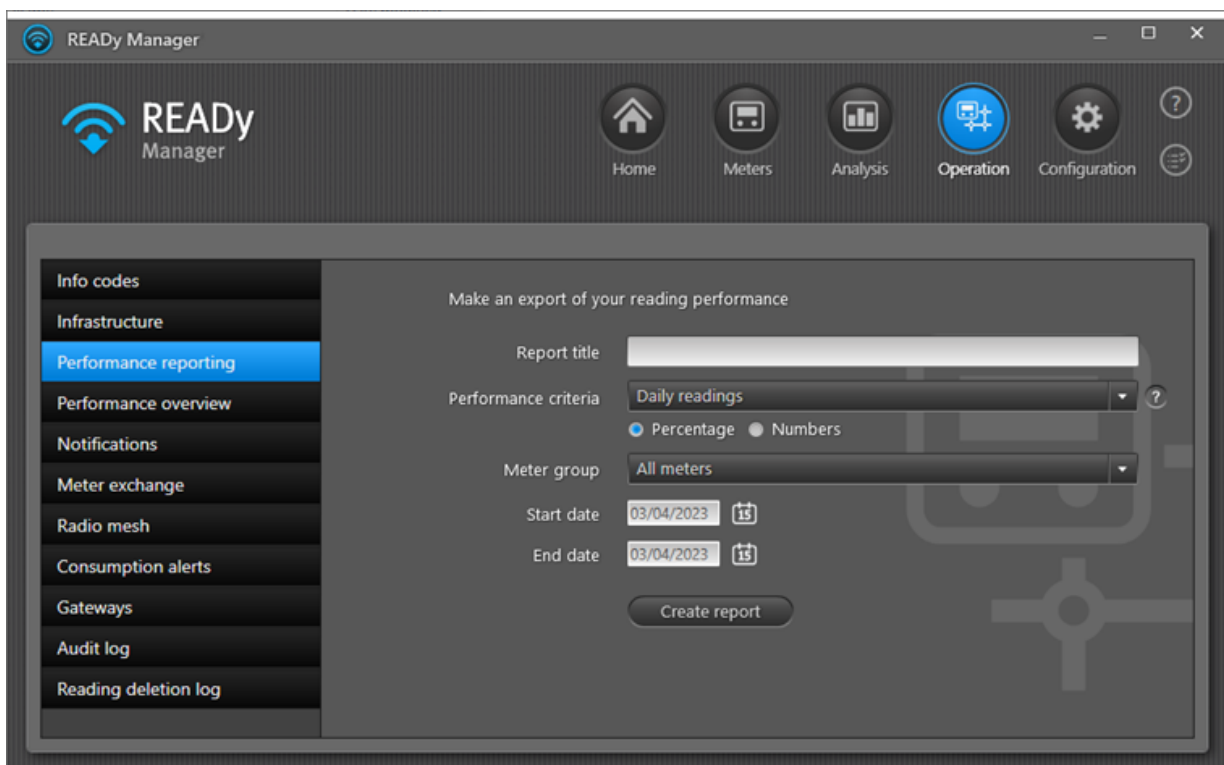 READy Manager
READy
Manager
Home Meters Analysis Operation Configuration
?
Info codes
Infrastructure
Performance reporting
Performance overview
Notifications
Meter exchange
Radio mesh
Consumption alerts
Gateways
Audit log
Reading deletion log
Make an export of your reading performance
Report title
Performance criteria Daily readings ?
Percentage Numbers
Meter group All meters
Start date 03/04/2023 15
End date 03/04/2023 15
Create report